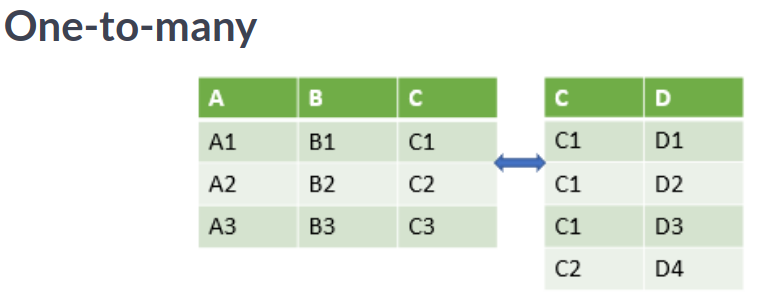 One-to-many
A B C
A1 B1 C1
A2 B2 C2
A3 B3 C3
C D
C1 D1
C1 D2
C1 D3
C2 D4